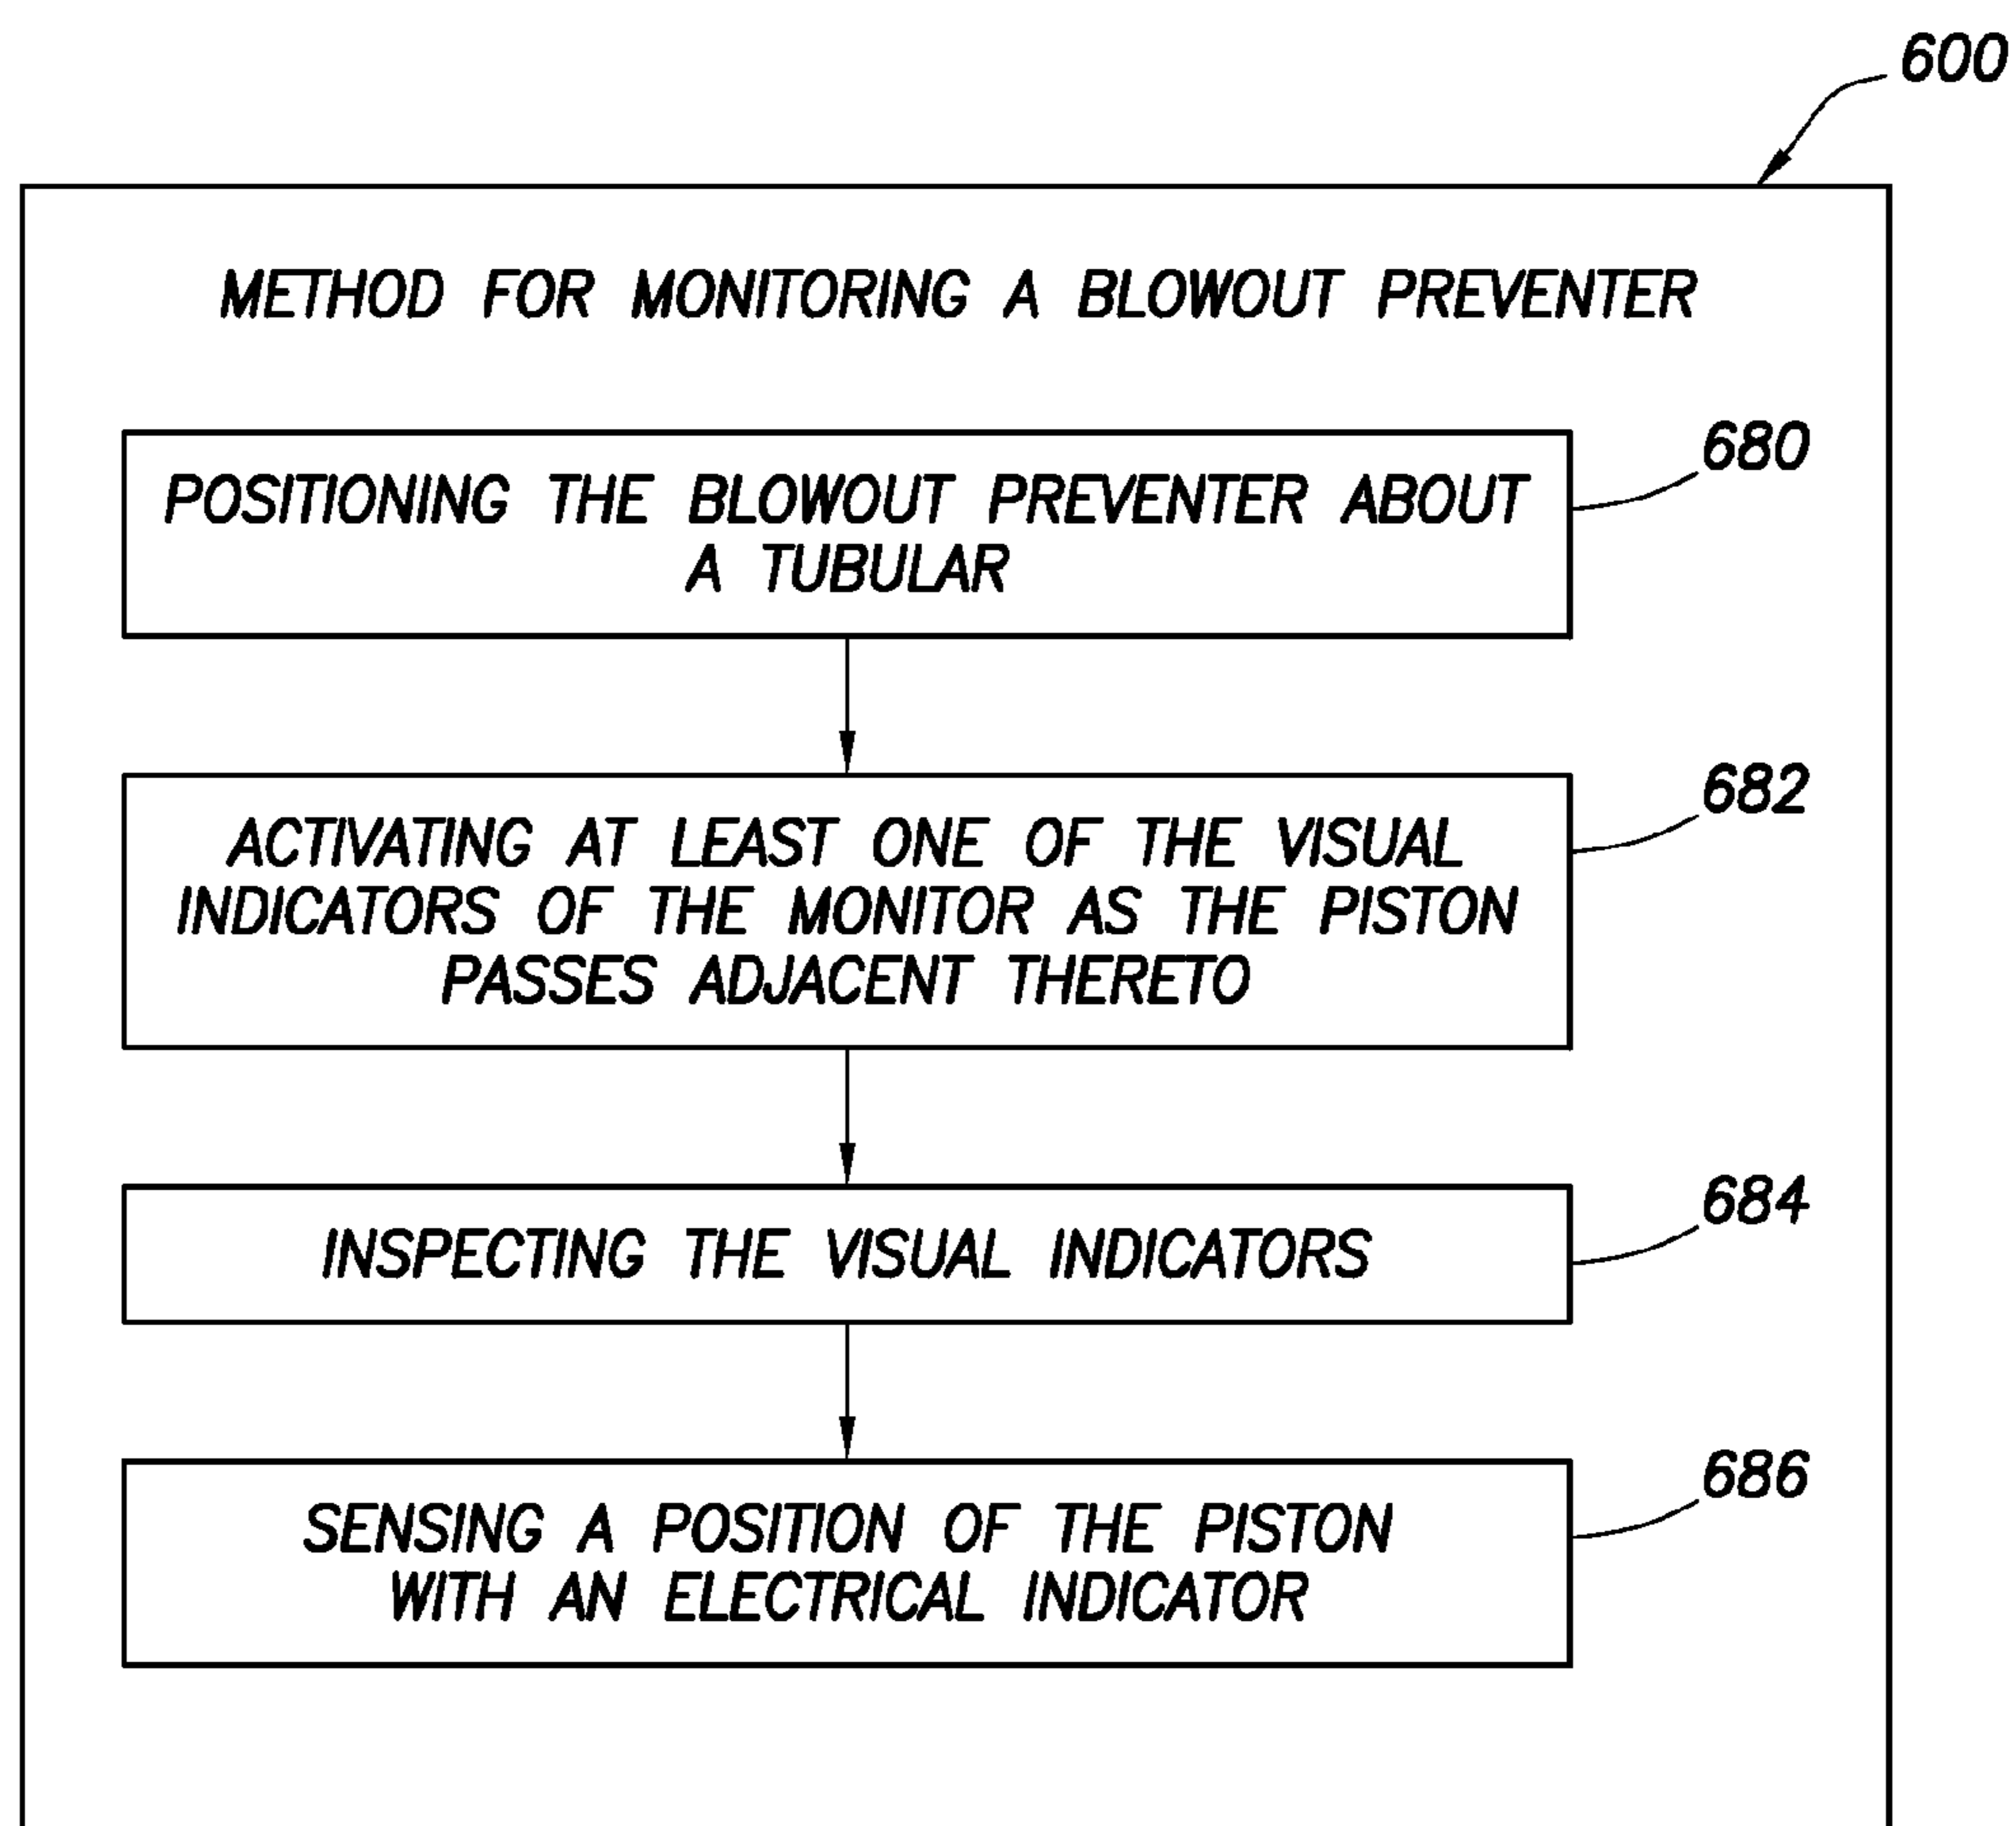 600
METHOD FOR MONITORING A BLOWOUT PREVENTER
680
POSITIONING THE BLOWOUT PREVENTER ABOUT
A TUBULAR
682
ACTIVATING AT LEAST ONE OF THE VISUAL
INDICATORS OF THE MONITOR AS THE PISTON
PASSES ADJACENT THERETO
684
INSPECTING THE VISUAL INDICATORS
686
SENSING A POSITION OF THE PISTON
WITH AN ELECTRICAL INDICATOR